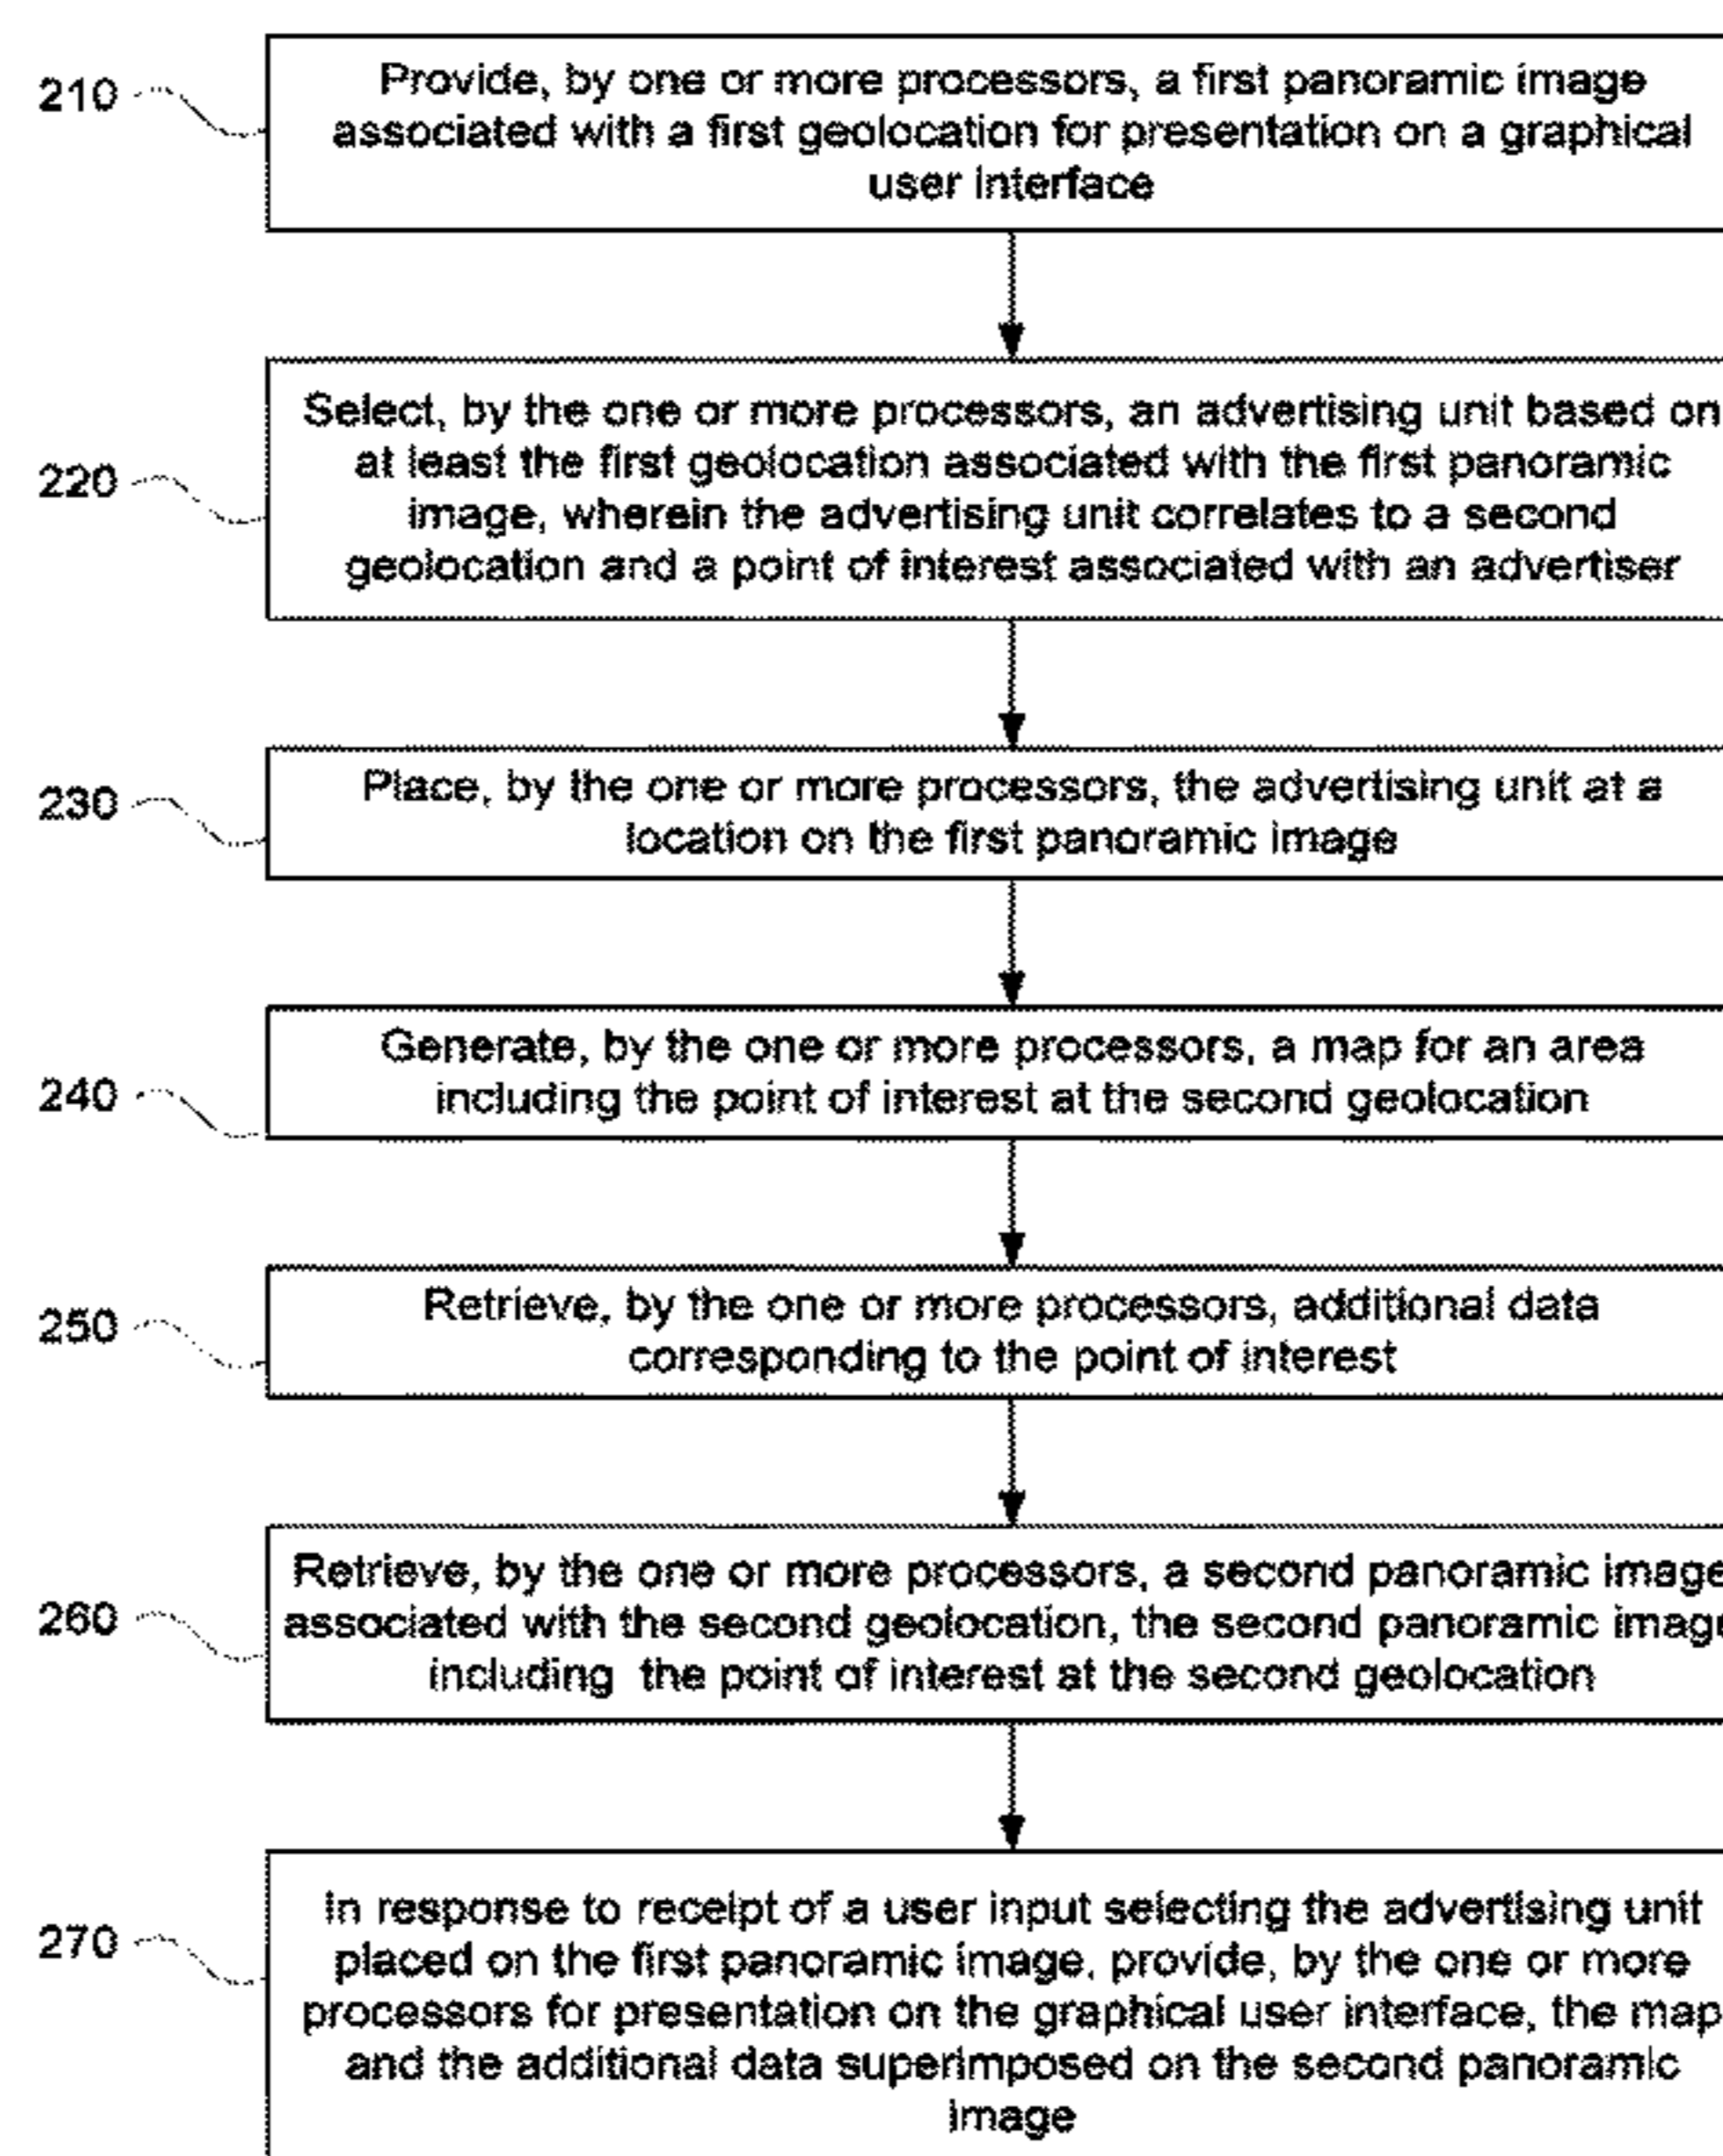 210
Provide, by one or more processors, a first panoramic image
associated with a first geolocation for presentation on a graphical
user interface
220
Select, by the one or more processors, an advertising unit based on
at least the first geolocation associated with the first panoramic
image, wherein the advertising unit correlates to a second
geolocation and a point of interest associated with an advertiser
230
Place, by the one or more processors, the advertising unit at a
location on the first panoramic image
240
Generate, by the one or more processors, a map for an area
including the point of interest at the second geolocation
250
Retrieve, by the one or more processors, additional data
corresponding to the point of interest
260
Retrieve, by the one or more processors, a second panoramic image
associated with the second geolocation, the second panoramic image
including the point of interest at the second geolocation
270
In response to receipt of a user input selecting the advertising unit
placed on the first panoramic image, provide, by the one or more
processors for presentation on the graphical user interface, the map
and the additional data superimposed on the second panoramic
image